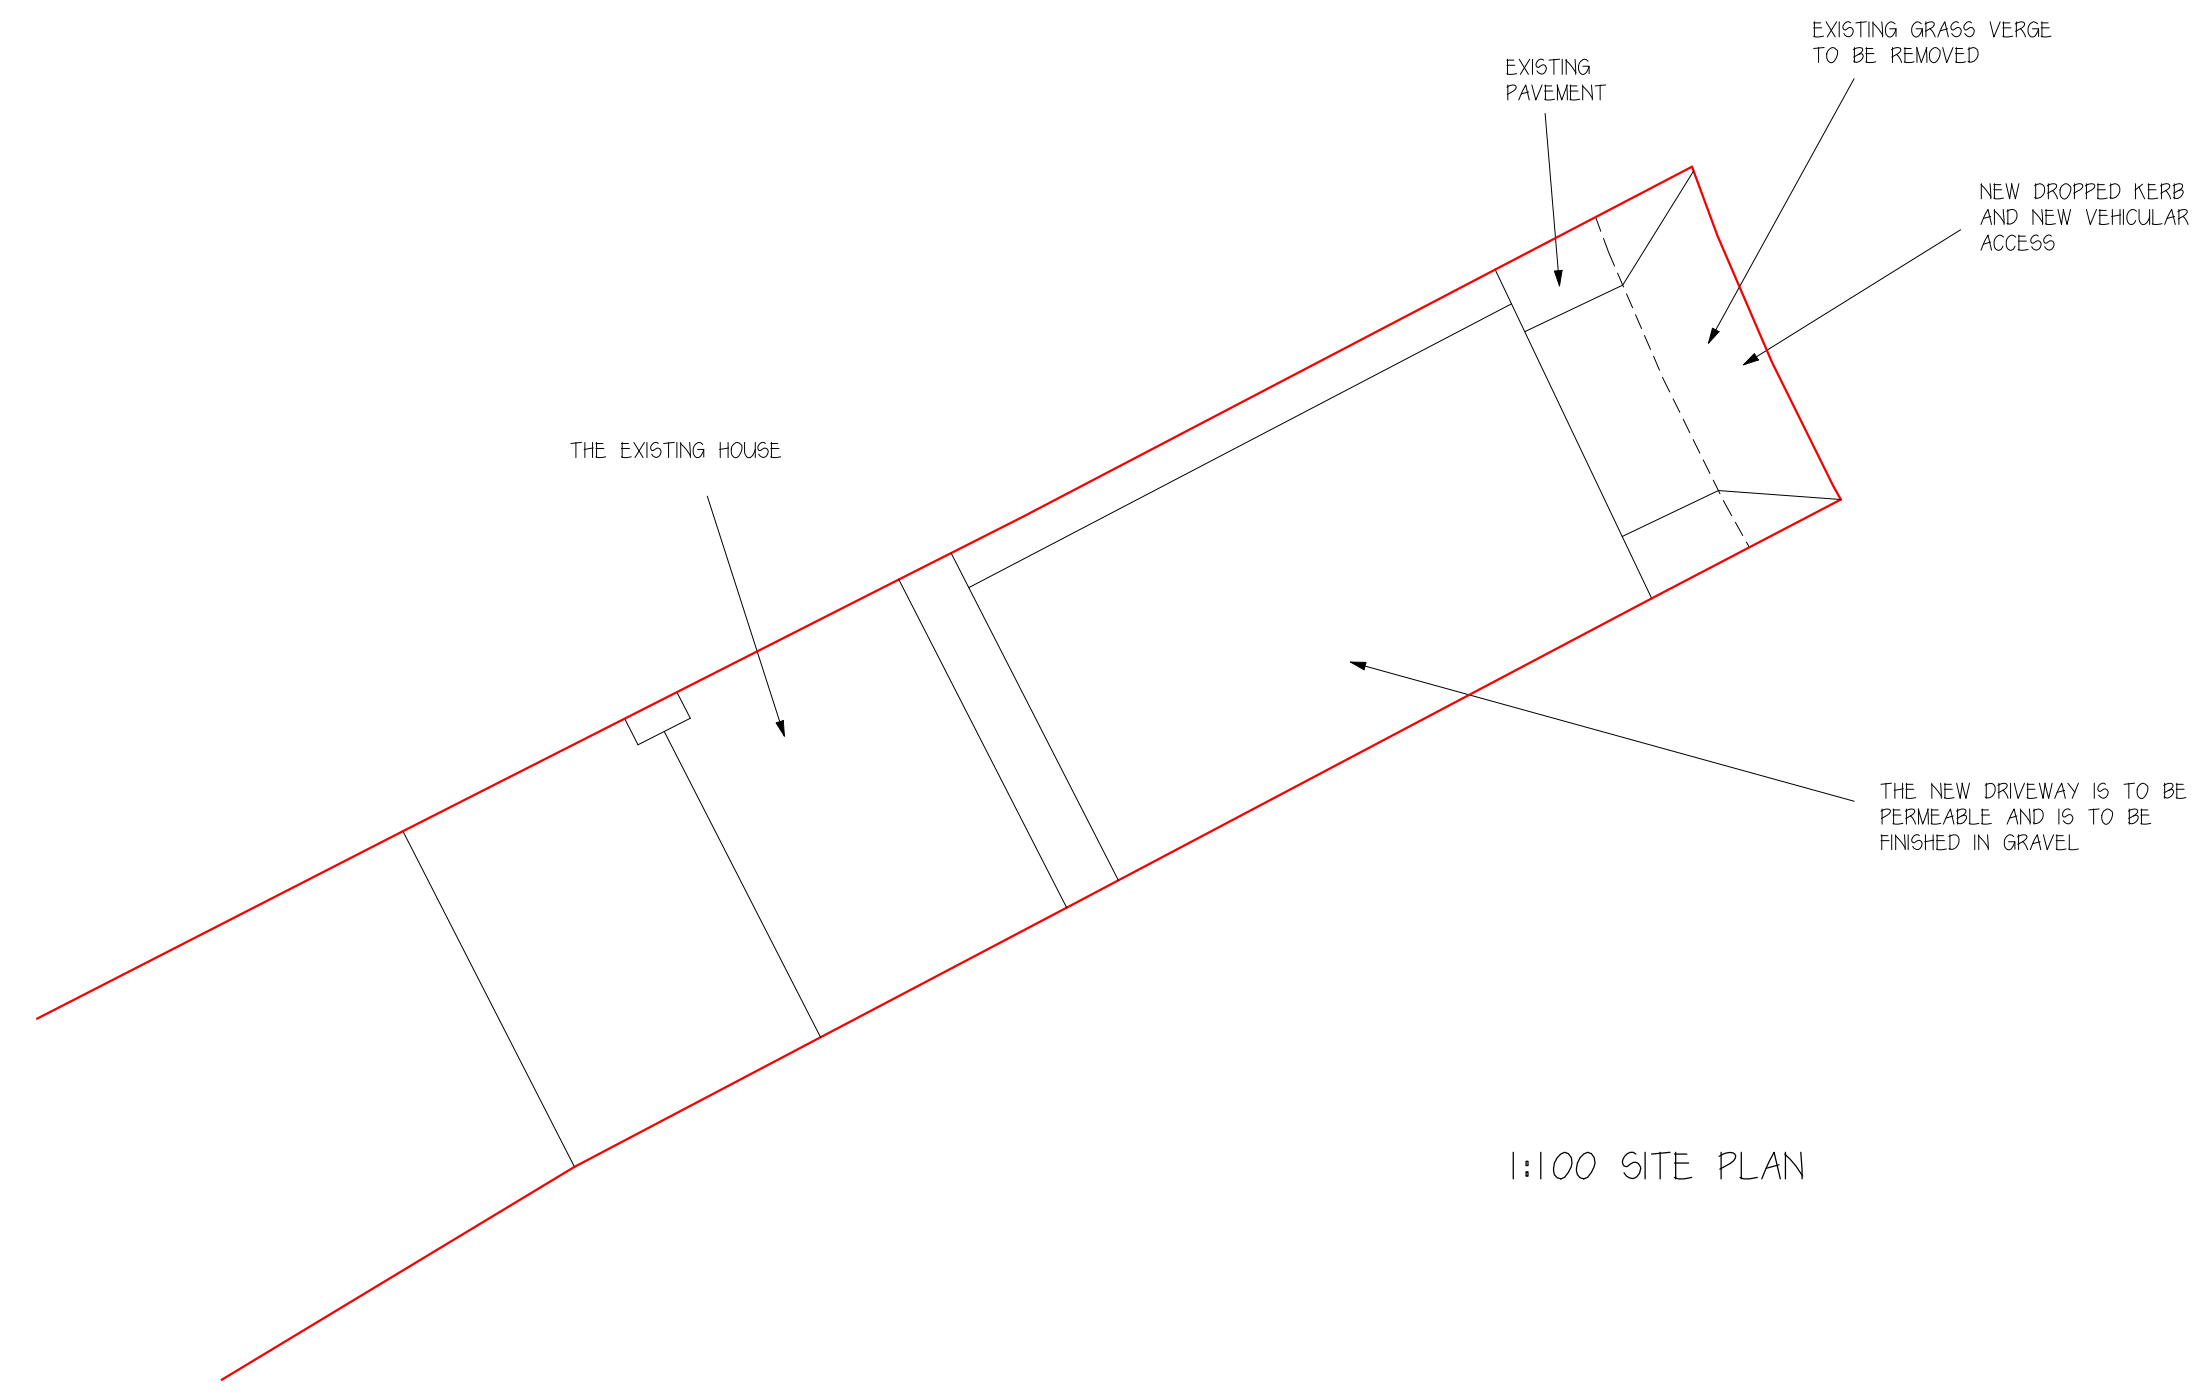 EXISTING GRASS VERGE
TO BE REMOVED
EXISTING
PAVEMENT
NEW DROPPED KERB
AND NEW VEHICULAR
ACCESS
THE EXISTING HOUSE
THE NEW DRIVEWAY IS TO BE
PERMEABLE AND IS TO BE
FINISHED IN GRAVEL
1:100 SITE PLAN